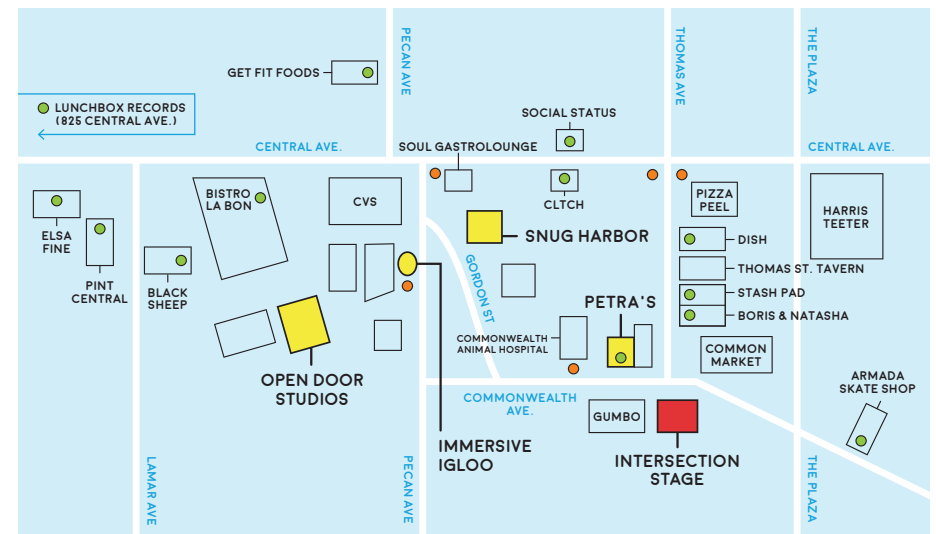 PECAN AVE
THOMAS AVE
THE PLAZA
GET FIT FOODS
LUNCHBOX RECORDS
(825 CENTRAL AVE.)
SOCIAL STATUS
CENTRAL AVE.
SOUL GASTROLOUNGE
CENTRAL AVE.
BISTRO
LA BON
CVS
CLTCH
PIZZA
PEEL
HARRIS
TEETER
ELSA
FINE
SNUG HARBOR
DISH
THOMAS ST. TAVERN
PINT
CENTRAL
BLACK
SHEEP
GORDON ST
PETRA'S
STASH PAD
BORIS & NATASHA
COMMONWEALTH
ANIMAL HOSPITAL
COMMON
MARKET
OPEN DOOR
STUDIOS
ARMADA
SKATE SHOP
COMMONWEALTH
AVE.
GUMBO
IMMERSIVE
IGLOO
INTERSECTION
STAGE
LAMAR AVE
PECAN AVE
THE PLAZA